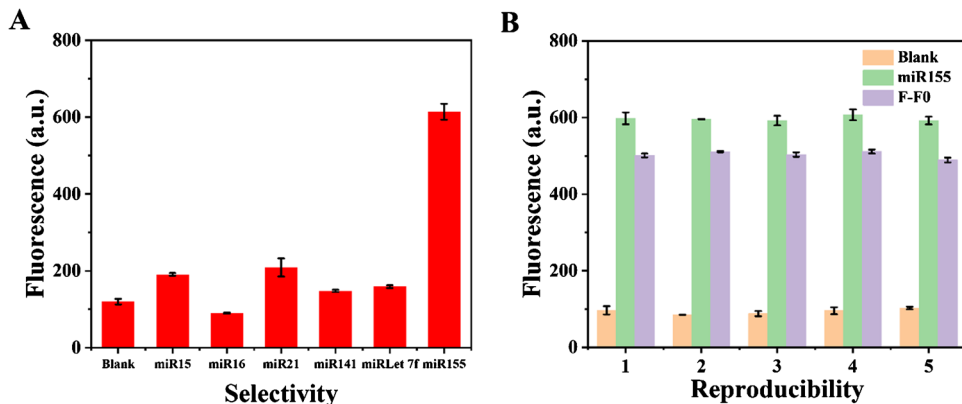 A
Fluorescence (a.u.)
800
600
400
200
0
Blank miR15 miR16 miR21 miR141 miRLet 7f miR155
Selectivity
B
Fluorescence (a.u.)
800
600
400
200
0
Blank
miR155
F-F0
1 2 3 4 5
Reproducibility